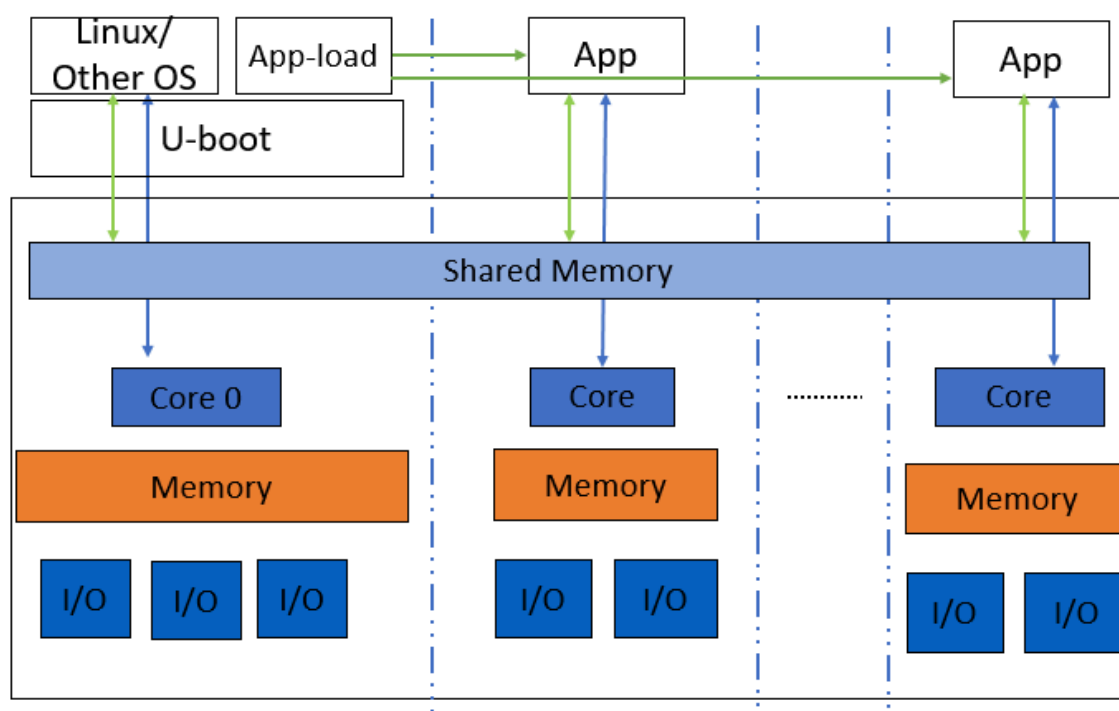 Linux/
Other OS
App-load
App
App
U-boot
Shared Memory
Core 0
Core
Core
Memory
Memory
Memory
I/O
I/O
I/O
I/O
I/O
I/O
I/O